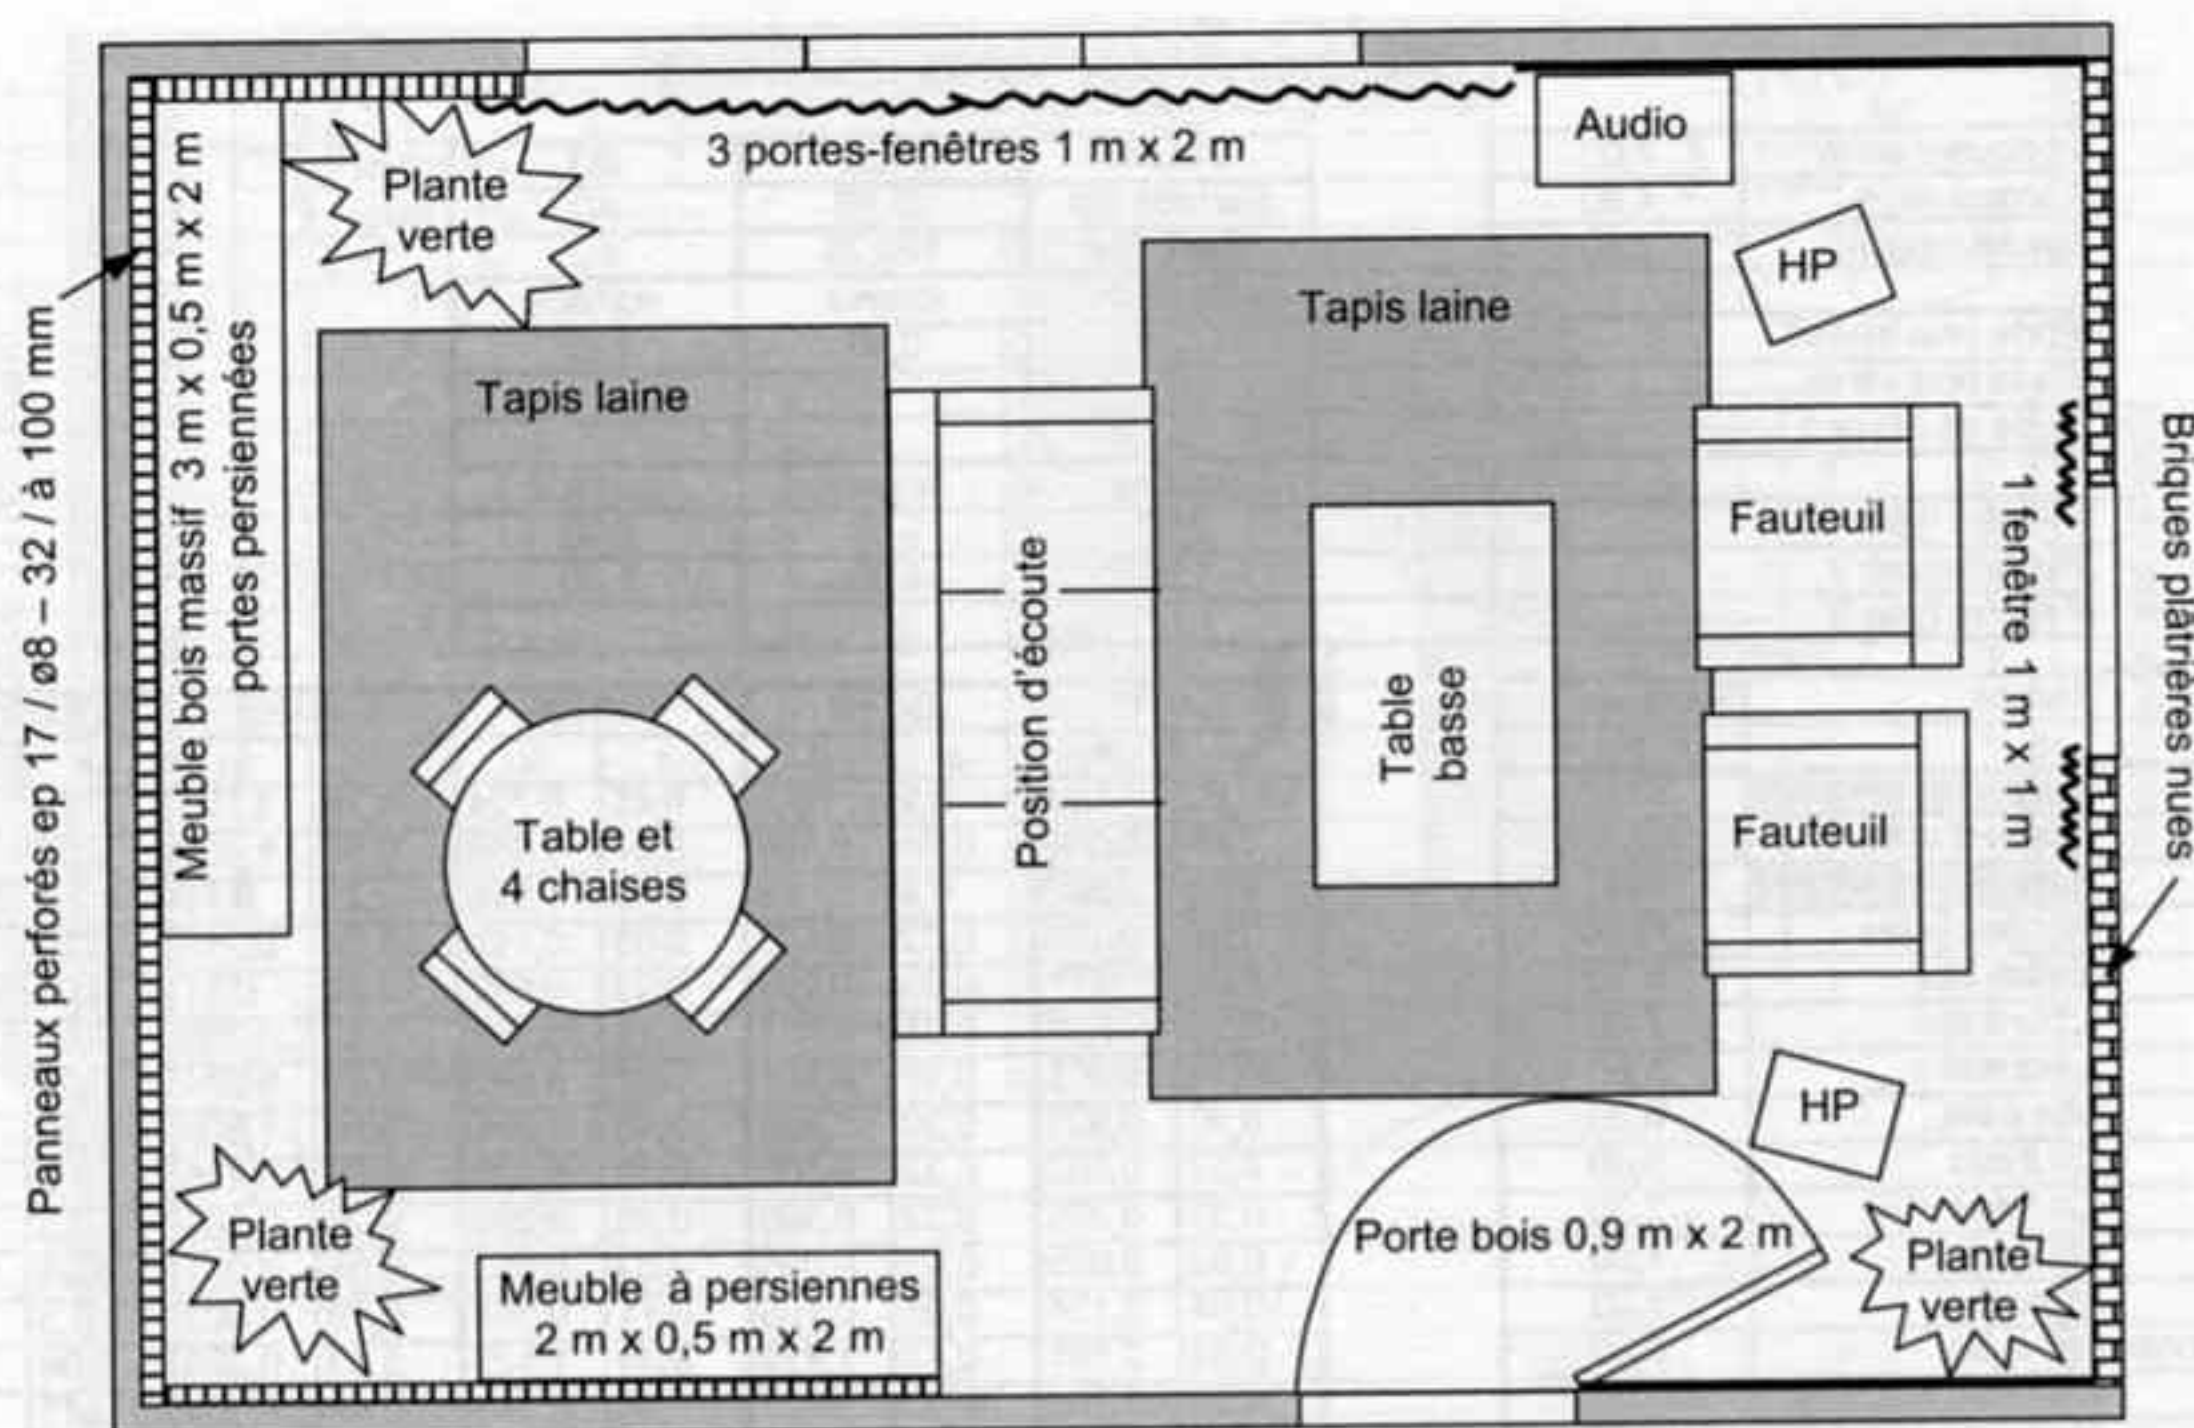 Panneaux perforés ep 17 / ø8 – 32 / à 100 mm
Meuble bois massif 3 m x 0,5 m x 2 m
portes persiennées
Plante
verte
3 portes-fenêtres 1 m x 2 m
Audio
HP
Tapis laine
Tapis laine
Position d'écoute
Table
basse
Fauteuil
Fauteuil
1 fenêtre 1 m x 1 m
Briques plâtrières nues
Table et
4 chaises
HP
Plante
verte
Meuble à persiennes
2 m x 0,5 m x 2 m
Porte bois 0,9 m x 2 m
Plante
verte